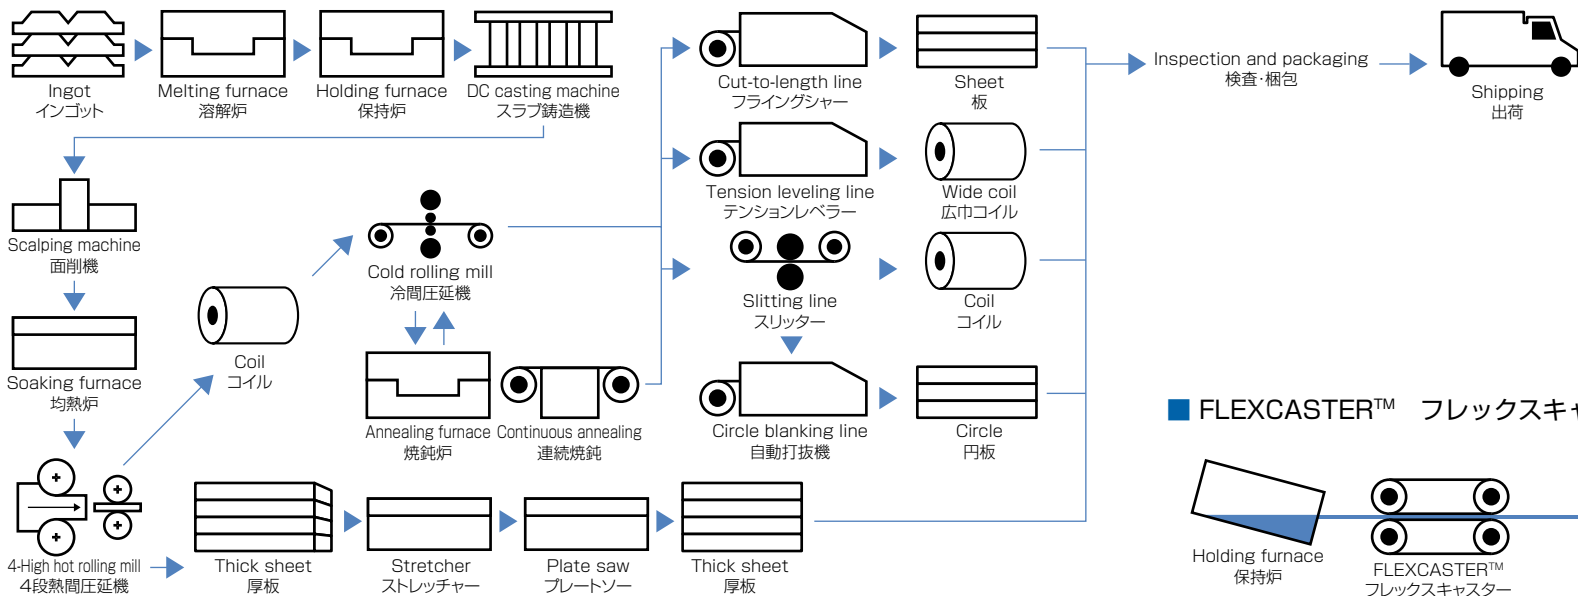 Ingot
インゴット
Melting furnace
溶解炉
Holding furnace
保持炉
DC casting machine
スラブ鋳造機
Scalping machine
面削機
Soaking furnace
均熱炉
4-High hot rolling mill
4段熱間圧延機
Coil
コイル
Cold rolling mill
冷間圧延機
Annealing furnace
焼鈍炉
Continuous annealing
連続焼鈍
Cut-to-length line
フライングシャー
Sheet
板
Tension leveling line
テンションレベラー
Wide coil
広巾コイル
Slitting line
スリッター
Coil
コイル
Circle blanking line
自動打抜機
Circle
円板
Thick sheet
厚板
Stretcher
ストレッチャー
Plate saw
プレートソー
Thick sheet
厚板
Inspection and packaging
検査・梱包
Shipping
出荷
■ FLEXCASTER™ フレックスキャ
Holding furnace
保持炉
FLEXCASTER™
フレックスキャスター